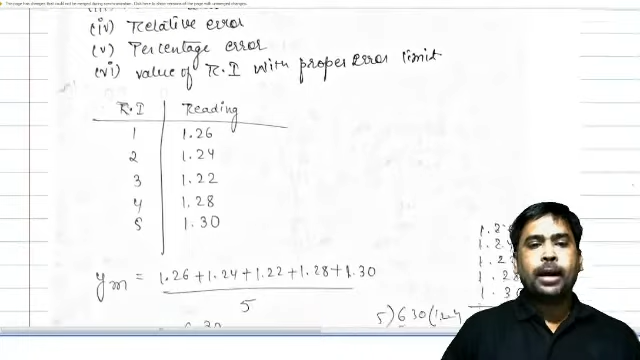 (iv) Relative error
(v) Percentage error
(vi) value of R.I with proper error limit
R.I Reading
1 1.26
2 1.24
3 1.22
4 1.28
5 1.30
ym = 1.26 + 1.24 + 1.22 + 1.28 + 1.30
5
5) 630 (